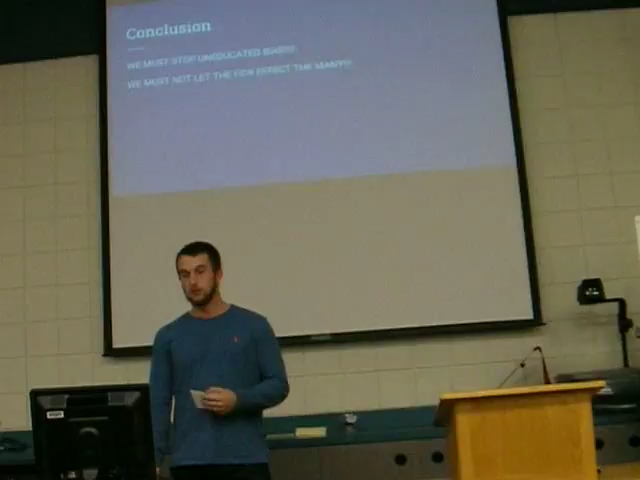 Conclusion
WE MUST STOP UNEDUCATED BIAS!!!
WE MUST NOT LET THE FEW EFFECT THE MANY!!!